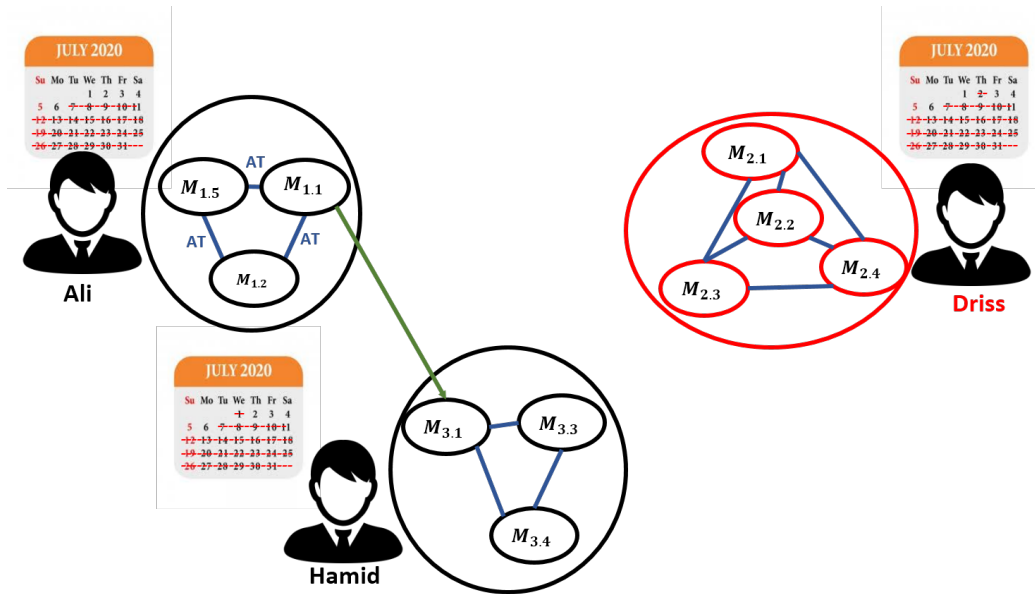 JULY 2020
Su Mo Tu We Th Fr Sa
1 2 3 4
5 6 7 8 9 10 11
12 13 14 15 16 17 18
19 20 21 22 23 24 25
26 27 28 29 30 31
Ali
AT
M1.5
M1.1
AT
AT
M1.2
JULY 2020
Su Mo Tu We Th Fr Sa
1 2 3 4
5 6 7 8 9 10 11
12 13 14 15 16 17 18
19 20 21 22 23 24 25
26 27 28 29 30 31
Driss
M2.1
M2.2
M2.4
M2.3
JULY 2020
Su Mo Tu We Th Fr Sa
1 2 3 4
5 6 7 8 9 10 11
12 13 14 15 16 17 18
19 20 21 22 23 24 25
26 27 28 29 30 31
Hamid
M3.1
M3.3
M3.4